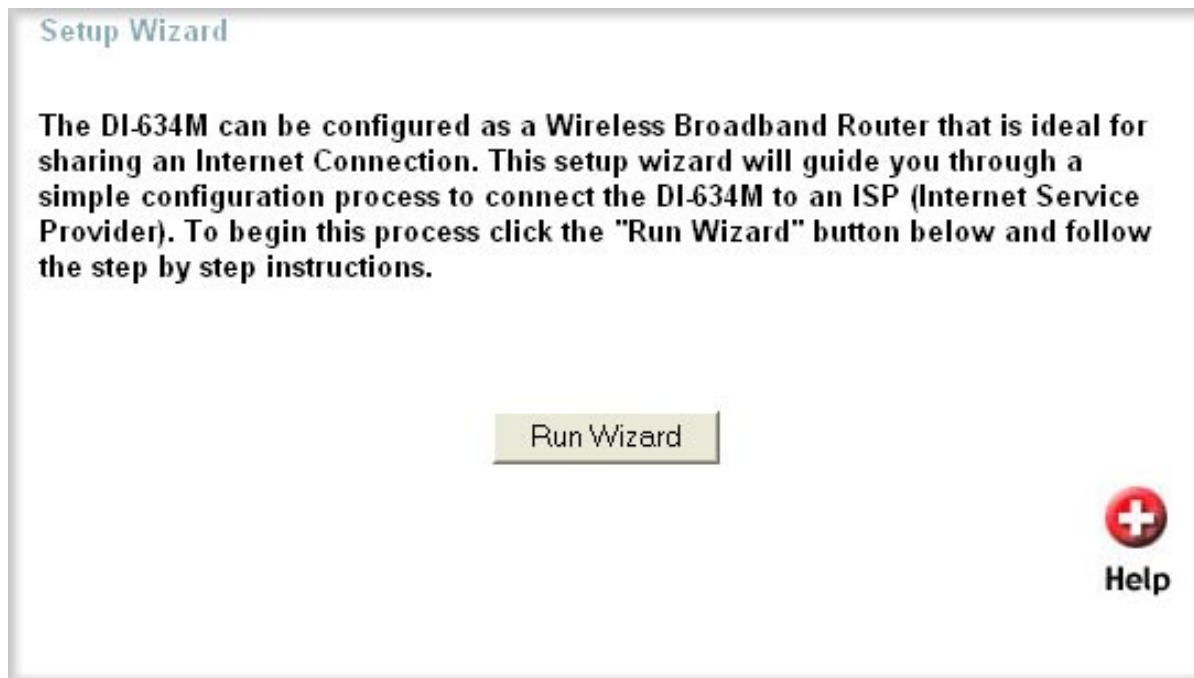 Setup Wizard
The DI-634M can be configured as a Wireless Broadband Router that is ideal for
sharing an Internet Connection. This setup wizard will guide you through a
simple configuration process to connect the DI-634M to an ISP (Internet Service
Provider). To begin this process click the "Run Wizard" button below and follow
the step by step instructions.
Run Wizard
Help